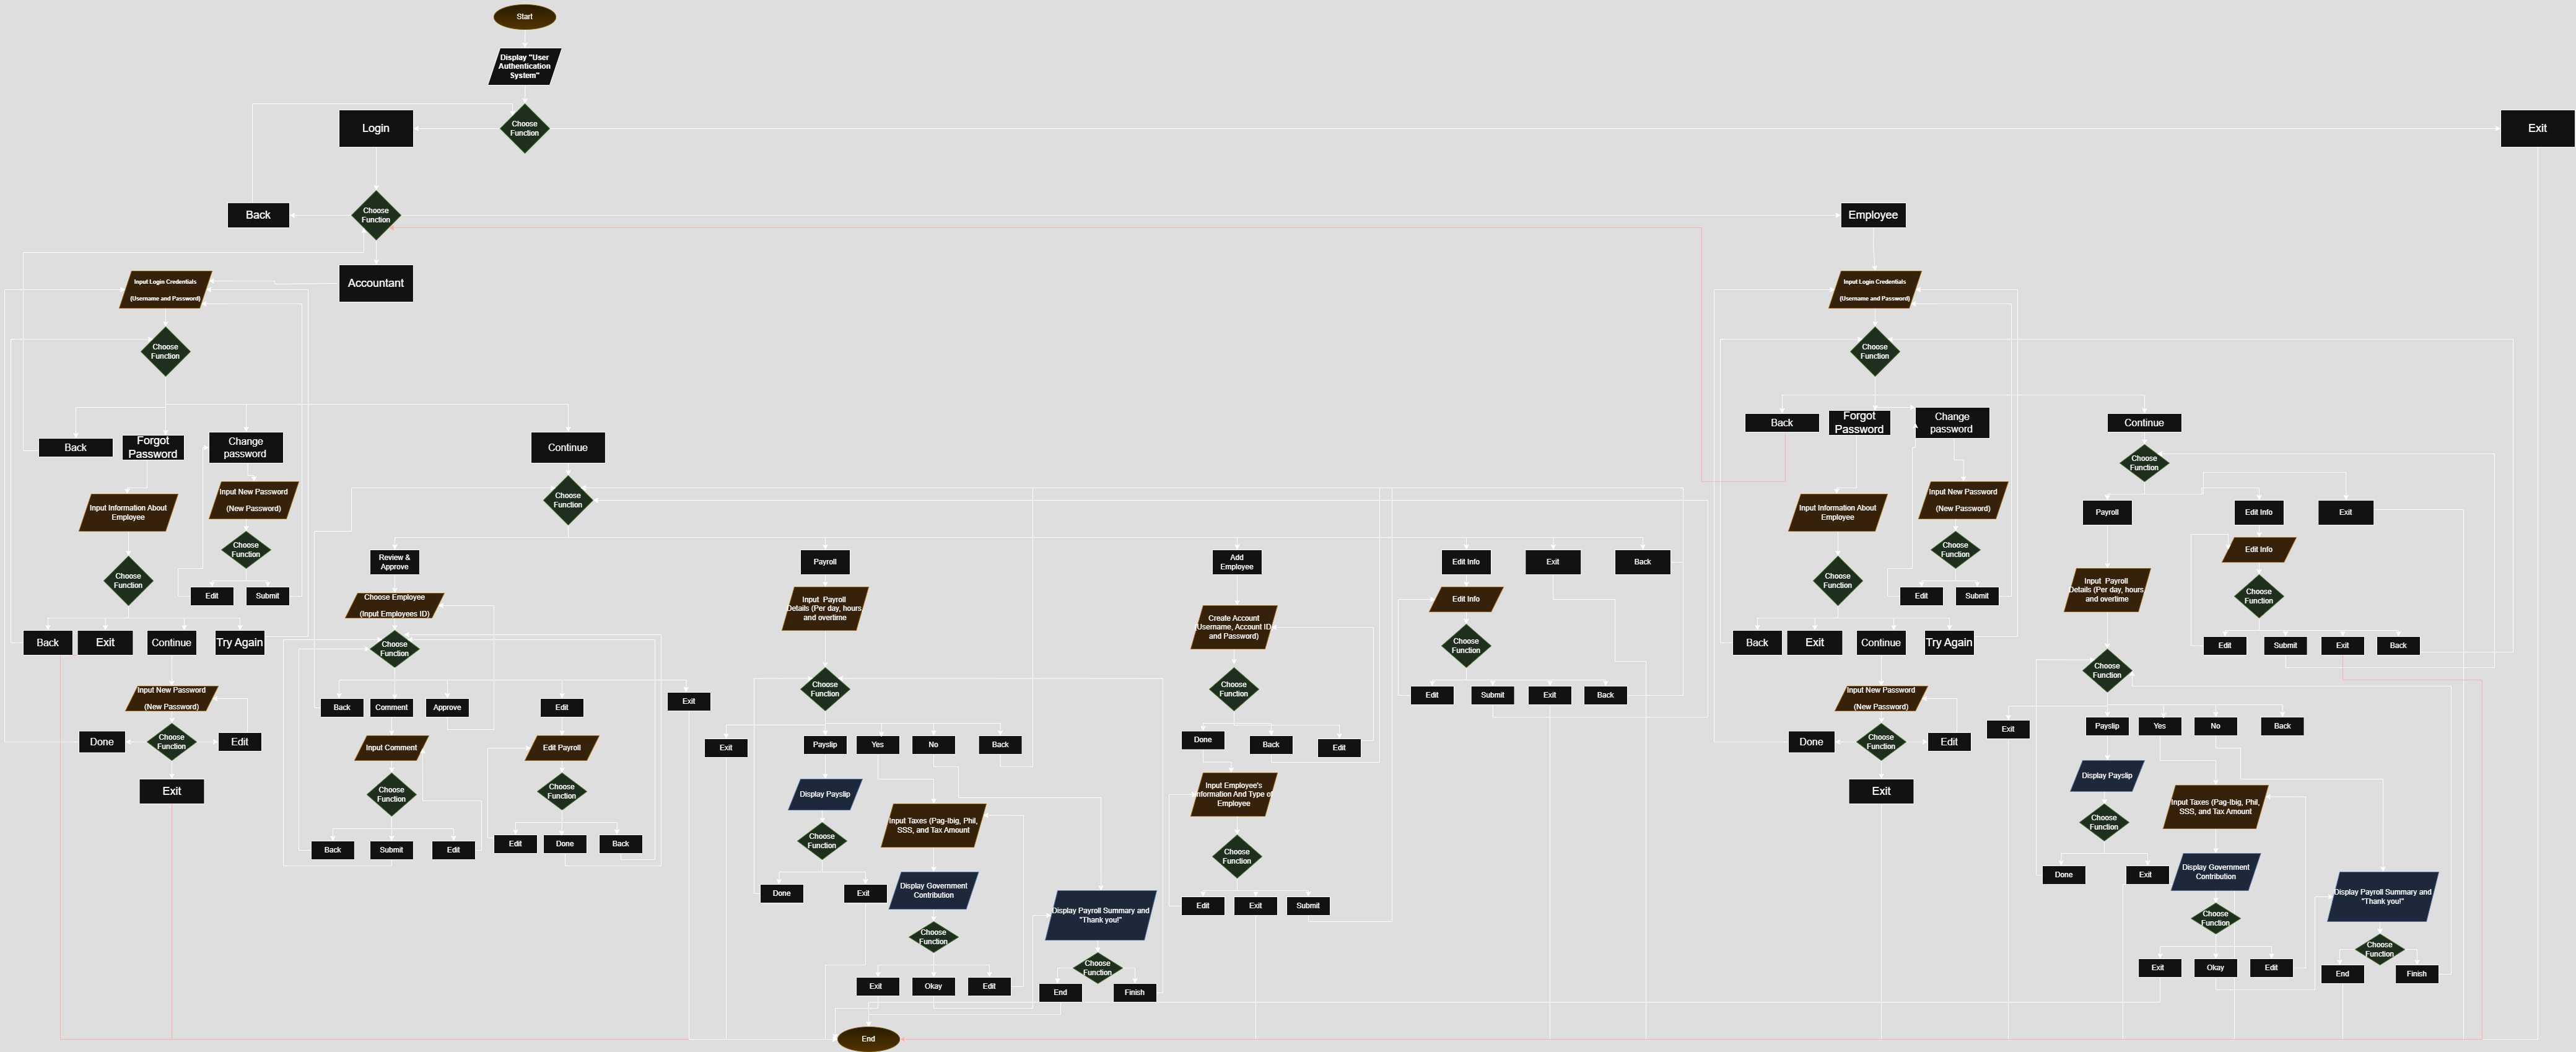 Start
Display "User
Authentication
System"
Choose
Function
Login
Exit
Choose
Function
Back
Employee
Accountant
Input Login Credentials
(Username and Password)
Input Login Credentials
(Username and Password)
Choose
Function
Choose
Function
Back
Forgot
Password
Change
password
Continue
Back
Forgot
Password
Change
password
Continue
Choose
Function
Input New Password
(New Password)
Choose
Function
Input New Password
(New Password)
Input Information About
Employee
Input Information About
Employee
Payroll
Edit Info
Exit
Choose
Function
Choose
Function
Edit Info
Review &
Approve
Payroll
Add
Employee
Edit Info
Exit
Back
Choose
Function
Choose
Function
Edit
Submit
Edit
Submit
Choose Employee
(Input Employees ID)
Input Payroll
Details (Per day, hours
and overtime
Edit Info
Input Payroll
Details (Per day, hours
and overtime
Choose
Function
Create Account
(Username, Account ID
and Password)
Back
Exit
Continue
Try Again
Choose
Function
Choose
Function
Back
Exit
Continue
Try Again
Edit
Submit
Exit
Back
Choose
Function
Choose
Function
Choose
Function
Input New Password
(New Password)
Edit
Submit
Exit
Back
Input New Password
(New Password)
Back
Comment
Approve
Edit
Exit
Done
Choose
Function
Edit
Input Comment
Edit Payroll
Exit
Payslip
Yes
No
Back
Done
Back
Edit
Done
Choose
Function
Edit
Exit
Payslip
Yes
No
Back
Exit
Choose
Function
Choose
Function
Display Payslip
Input Employee's
Information And Type of
Employee
Exit
Display Payslip
Input Taxes (Pag-Ibig, Phil,
SSS, and Tax Amount
Input Taxes (Pag-Ibig, Phil,
SSS, and Tax Amount
Choose
Function
Back
Submit
Edit
Edit
Done
Back
Choose
Function
Choose
Function
Done
Exit
Display Government
Contribution
Done
Exit
Display Government
Contribution
Edit
Exit
Submit
Display Payroll Summary and
"Thank you!"
Display Payroll Summary and
"Thank you!"
Choose
Function
Choose
Function
Choose
Function
Choose
Function
Exit
Okay
Edit
End
Finish
Exit
Okay
Edit
End
Finish
End